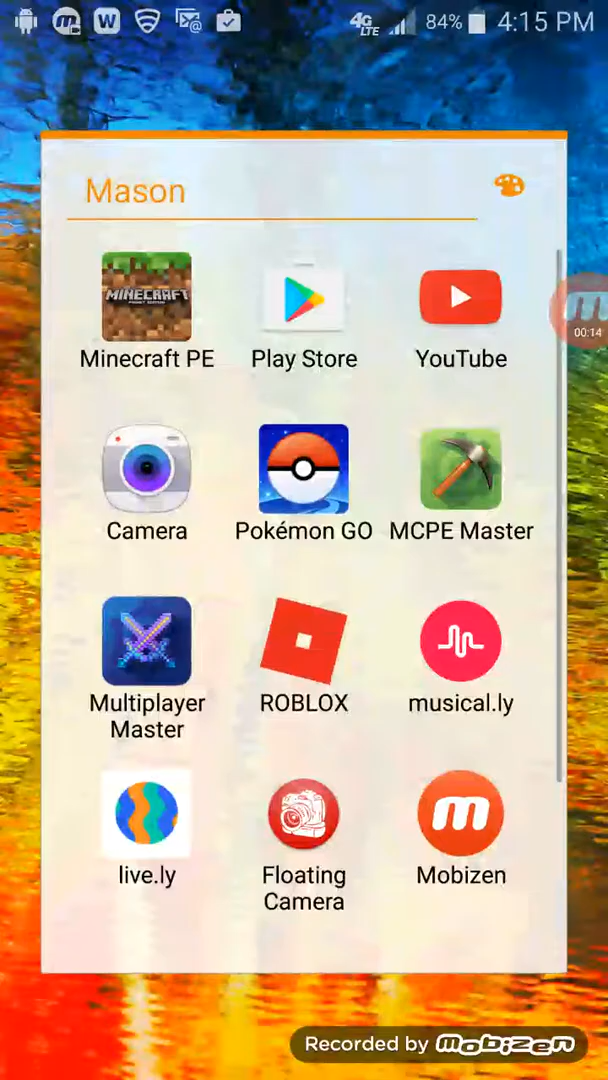 4G LTE 84% 4:15 PM
Mason
MINECRAFT
Minecraft PE Play Store YouTube
00:14
Camera Pokémon GO MCPE Master
Multiplayer Master ROBLOX musical.ly
live.ly Floating Camera Mobizen
Recorded by mobizen